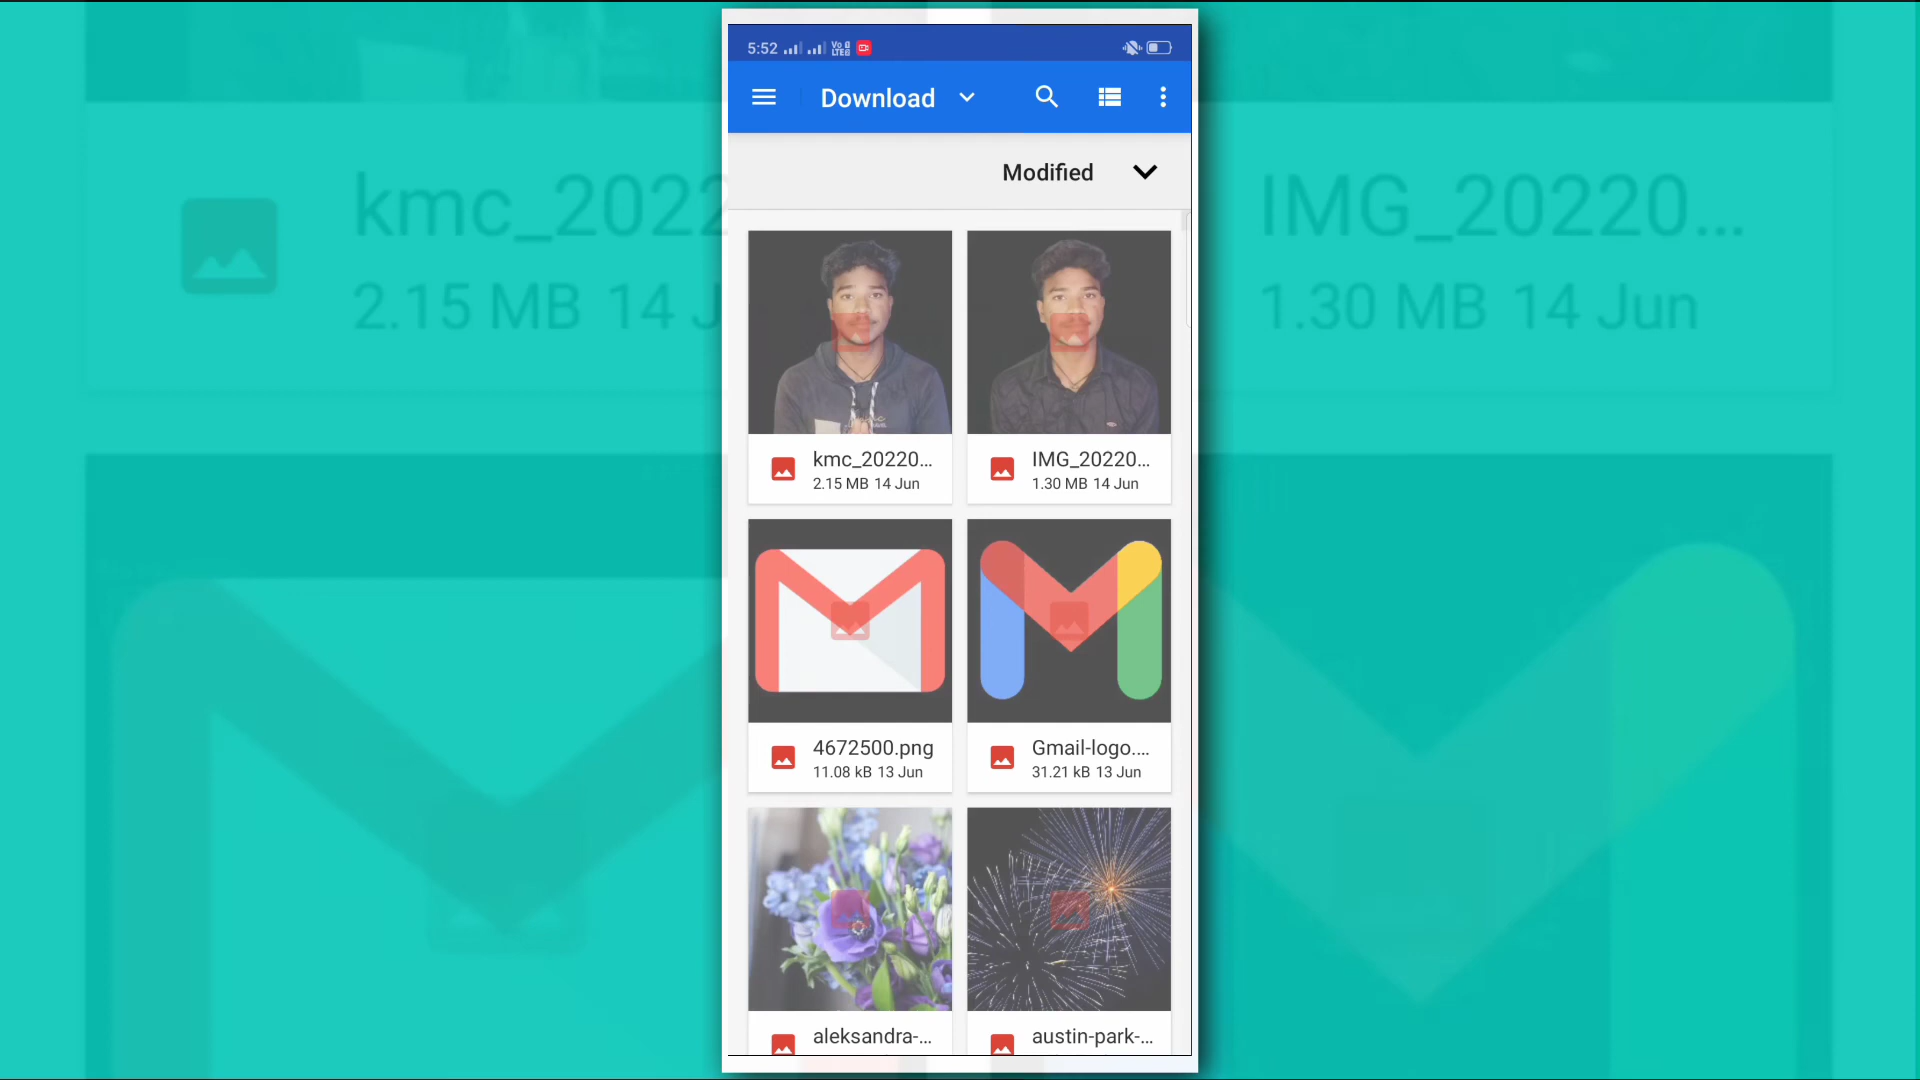 5:52
Vo
LTE
Download
Modified
kmc_2022
2.15 MB 14 J
IMG_20220...
1.30 MB 14 Jun
kmc_20220...
2.15 MB 14 Jun
IMG_20220...
1.30 MB 14 Jun
4672500.png
11.08 kB 13 Jun
Gmail-logo....
31.21 kB 13 Jun
aleksandra-...
austin-park-...